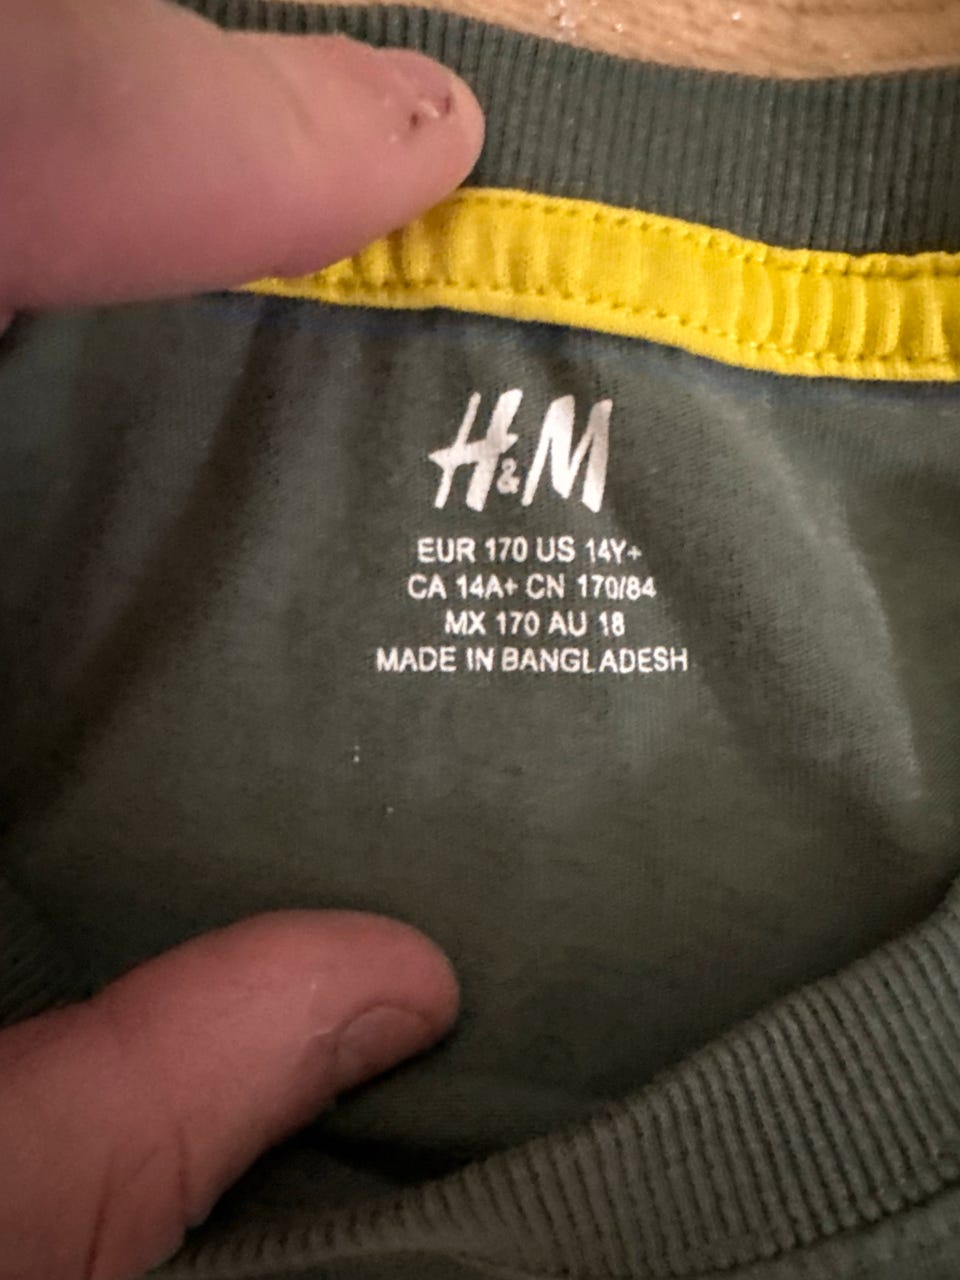 H&M
EUR 170 US 14Y+
CA 14A+ CN 170/84
MX 170 AU 18
MADE IN BANGLADESH